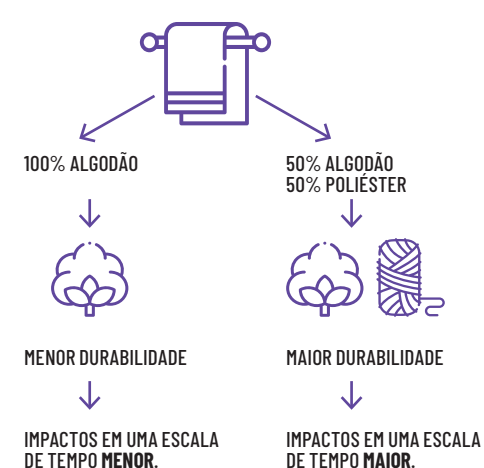 100% ALGODÃO
50% ALGODÃO
50% POLIÉSTER
MENOR DURABILIDADE
MAIOR DURABILIDADE
IMPACTOS EM UMA ESCALA
DE TEMPO MENOR.
IMPACTOS EM UMA ESCALA
DE TEMPO MAIOR.